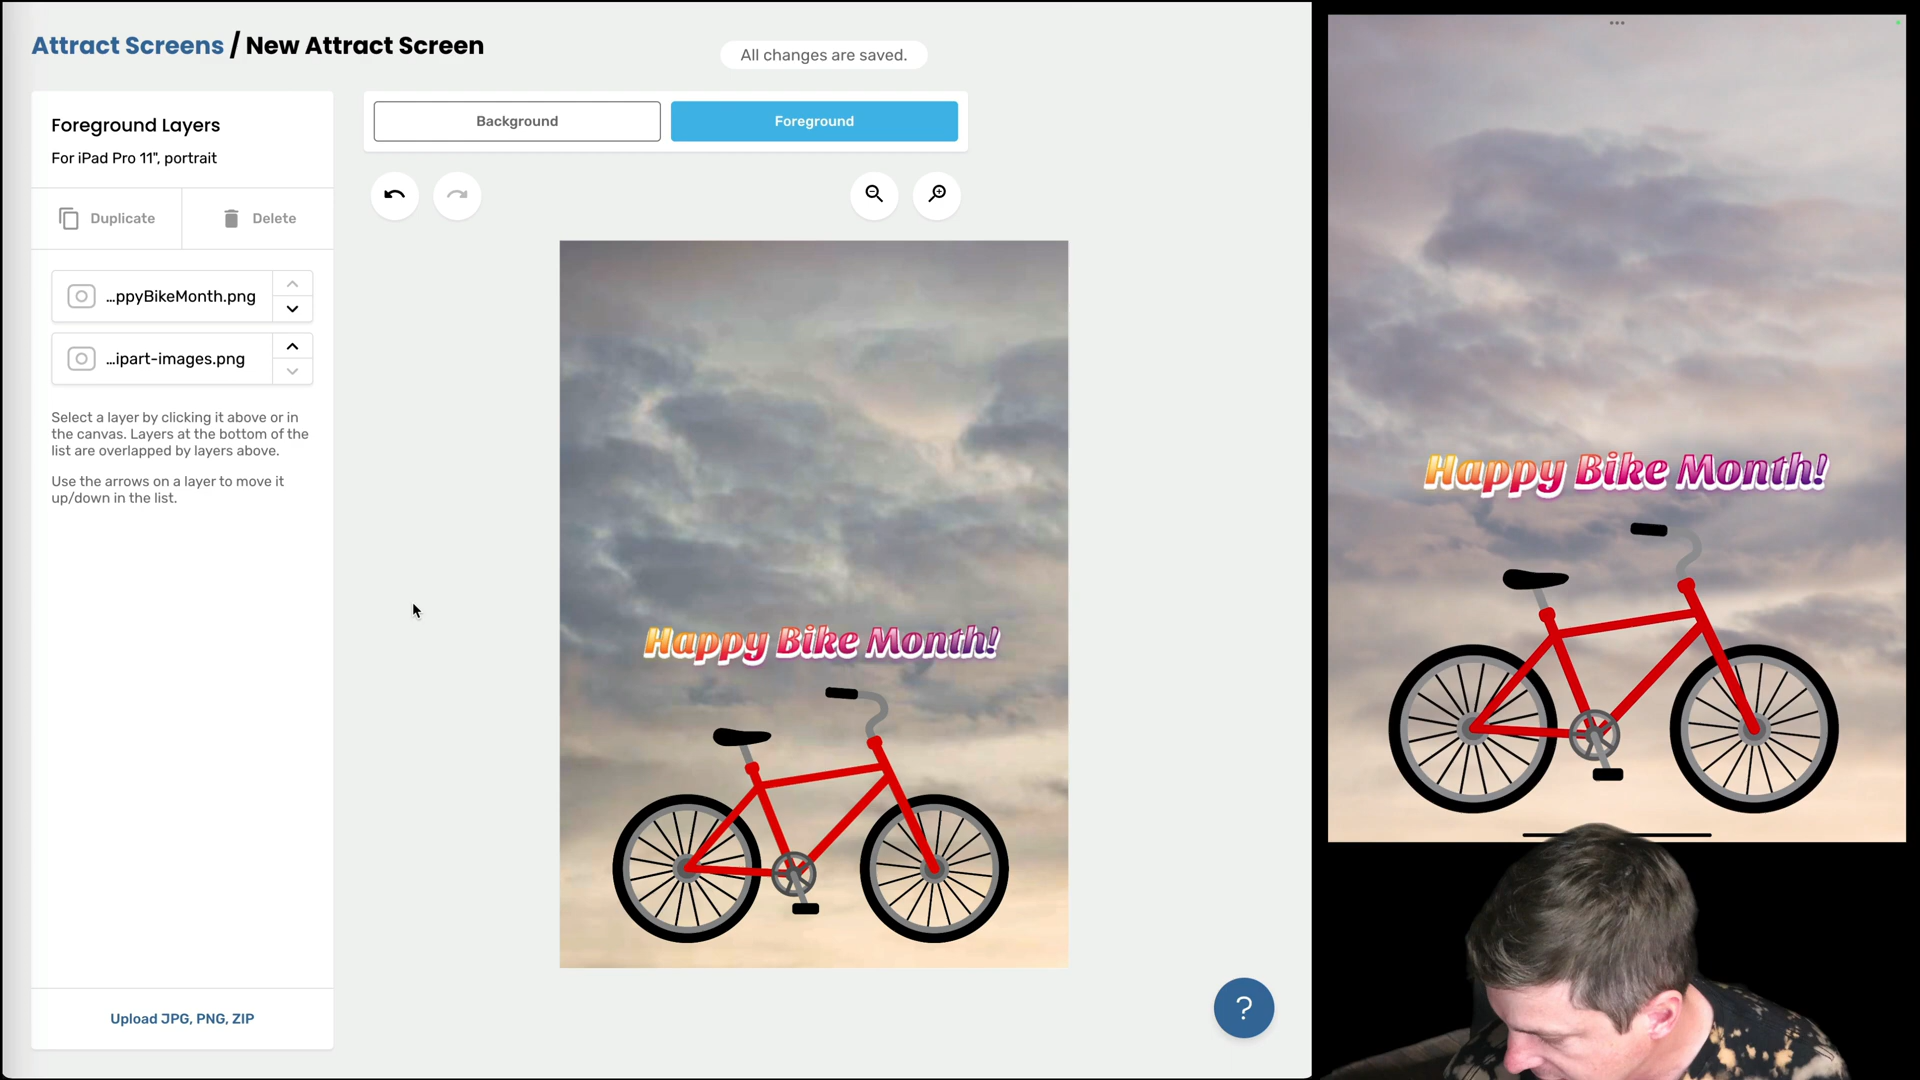 Attract Screens / New Attract Screen
All changes are saved.
Foreground Layers
For iPad Pro 11", portrait
Duplicate
Delete
...ppyBikeMonth.png
...ipart-images.png
Select a layer by clicking it above or in
the canvas. Layers at the bottom of the
list are overlapped by layers above.
Use the arrows on a layer to move it
up/down in the list.
Upload JPG, PNG, ZIP
Background
Foreground
Happy Bike Month!
?
Happy Bike Month!